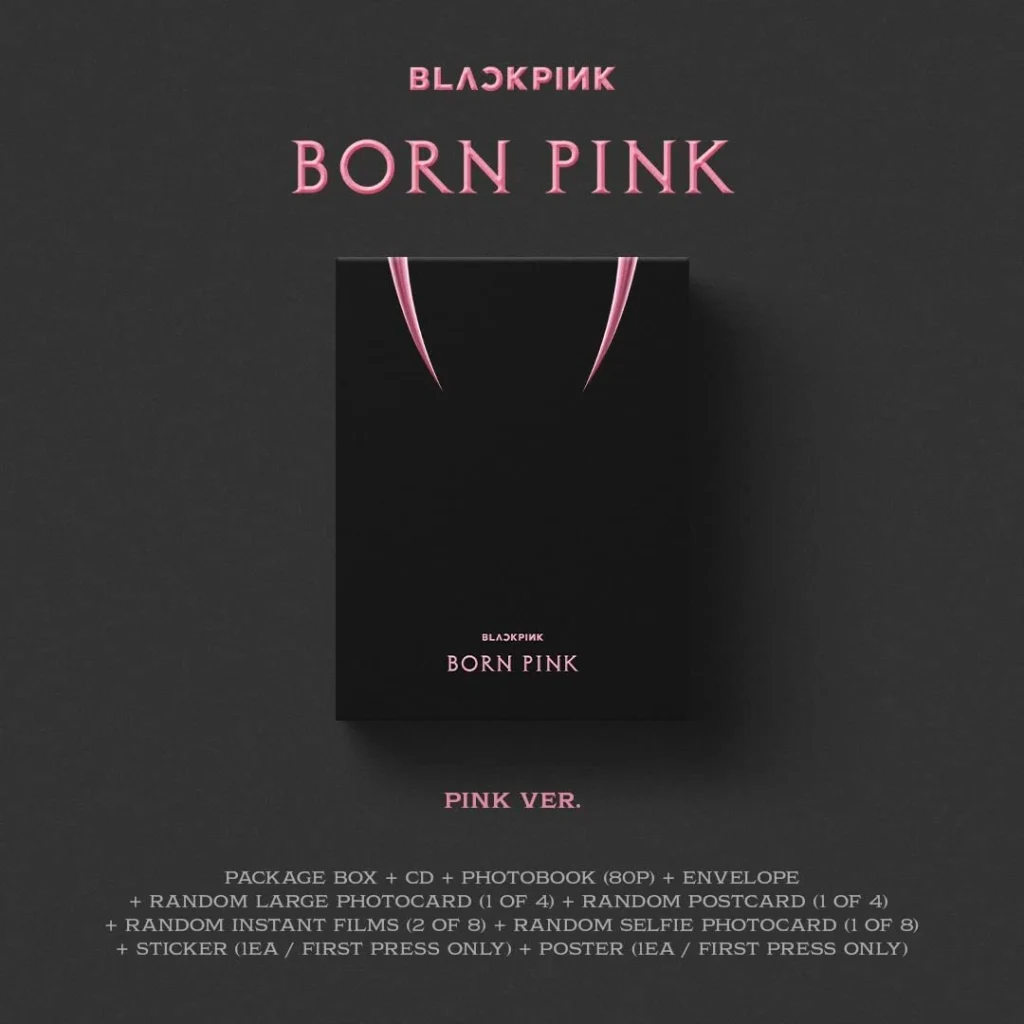 BLACKPINK
BORN PINK
BLACKPINK
BORN PINK
PINK VER.
PACKAGE BOX + CD + PHOTOBOOK (80P) + ENVELOPE
+ RANDOM LARGE PHOTOCARD (1 OF 4) + RANDOM POSTCARD (1 OF 4)
+ RANDOM INSTANT FILMS (2 OF 8) + RANDOM SELFIE PHOTOCARD (1 OF 8)
+ STICKER (1EA / FIRST PRESS ONLY) + POSTER (1EA / FIRST PRESS ONLY)